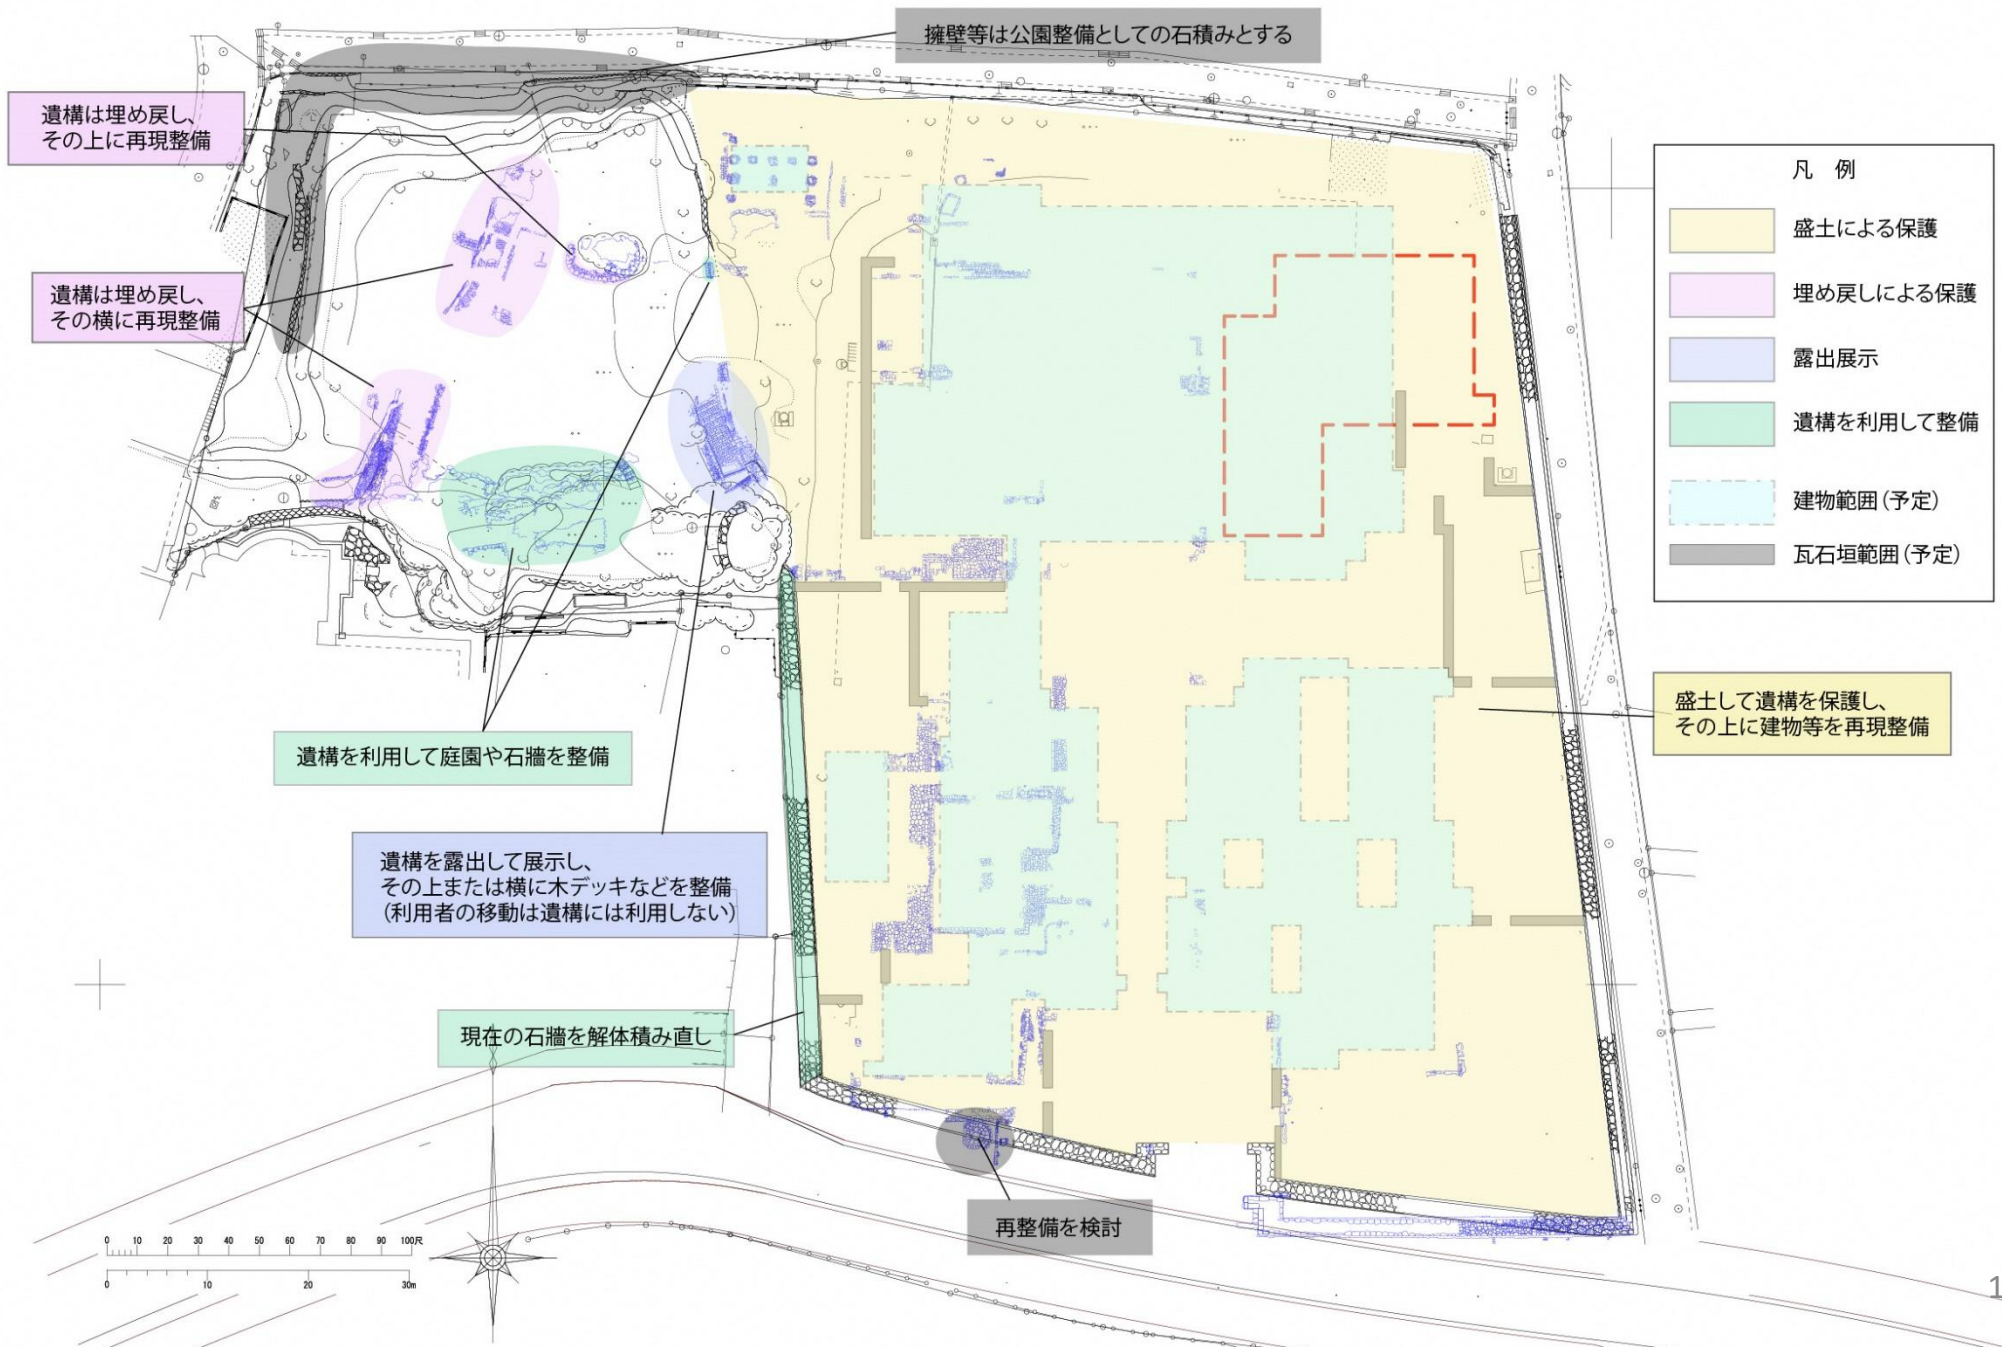 擁壁等は公園整備としての石積みとする
遺構は埋め戻し、
その上に再現整備
遺構は埋め戻し、
その横に再現整備
凡 例
盛土による保護
埋め戻しによる保護
露出展示
遺構を利用して整備
建物範囲(予定)
瓦石垣範囲(予定)
盛土して遺構を保護し、
その上に建物等を再現整備
遺構を利用して庭園や石牆を整備
遺構を露出して展示し、
その上または横に木デッキなどを整備
(利用者の移動は遺構には利用しない)
現在の石牆を解体積み直し
再整備を検討
0 10 20 30 40 50 60 70 80 90 100尺
0 10 20 30m
1